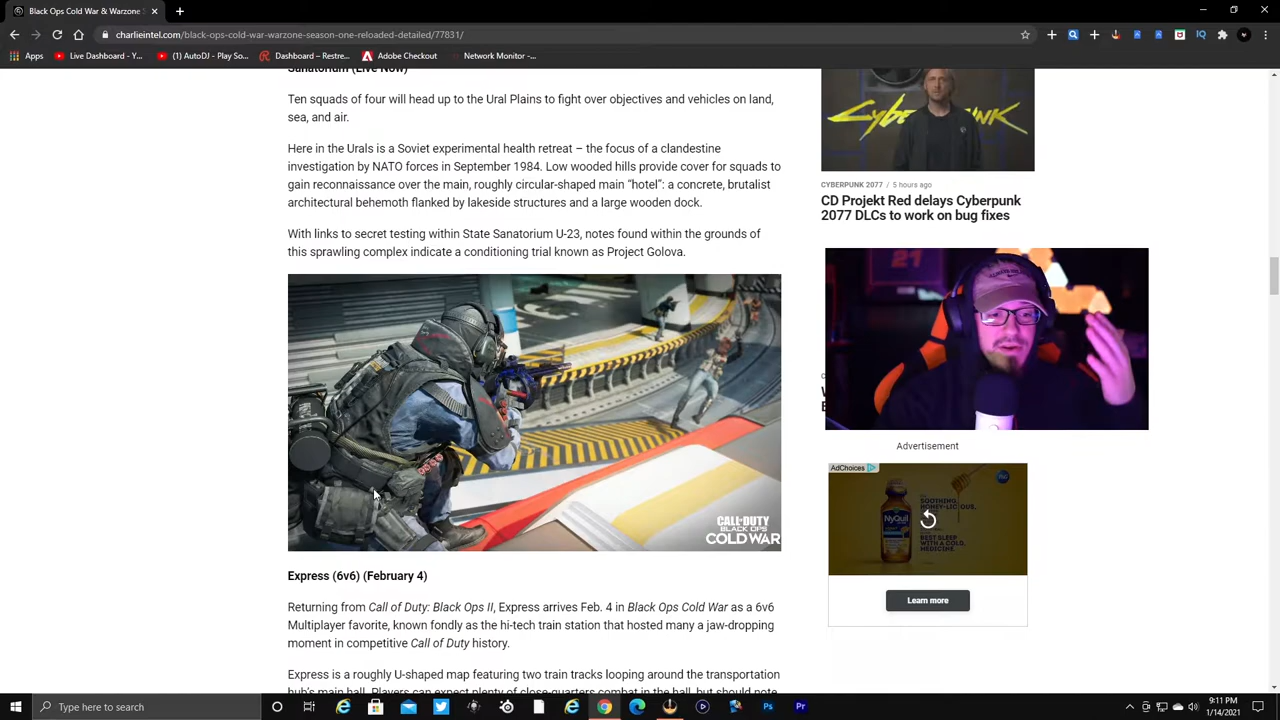 Black Ops Cold War Warzone
charlieintel.com/black-ops-cold-war-warzone-season-one-reloaded-detailed/77831/
Apps
Live Dashboard - Y...
(1) AutoDJ - Play So...
Dashboard – Restre...
Adobe Checkout
Network Monitor -...
Sanatorium (Live Now)
Ten squads of four will head up to the Ural Plains to fight over objectives and vehicles on land,
sea, and air.
Here in the Urals is a Soviet experimental health retreat – the focus of a clandestine
investigation by NATO forces in September 1984. Low wooded hills provide cover for squads to
gain reconnaissance over the main, roughly circular-shaped main “hotel”: a concrete, brutalist
architectural behemoth flanked by lakeside structures and a large wooden dock.
With links to secret testing within State Sanatorium U-23, notes found within the grounds of
this sprawling complex indicate a conditioning trial known as Project Golova.
CALL OF DUTY
BLACK OPS
COLD WAR
Express (6v6) (February 4)
Returning from Call of Duty: Black Ops II, Express arrives Feb. 4 in Black Ops Cold War as a 6v6
Multiplayer favorite, known fondly as the hi-tech train station that hosted many a jaw-dropping
moment in competitive Call of Duty history.
Express is a roughly U-shaped map featuring two train tracks looping around the transportation
hub's main hall. Players can expect plenty of close-quarters combat in the hall, but should note
Cyberpunk
CYBERPUNK 2077 / 5 hours ago
CD Projekt Red delays Cyberpunk
2077 DLCs to work on bug fixes
21
Advertisement
AdChoices
SOOTHING,
HONEY-LICIOUS,
BEST SLEEP
WITH A COLD,
MEDICINE.
NyQuil
Learn more
Type here to search
9:11 PM
1/14/2021